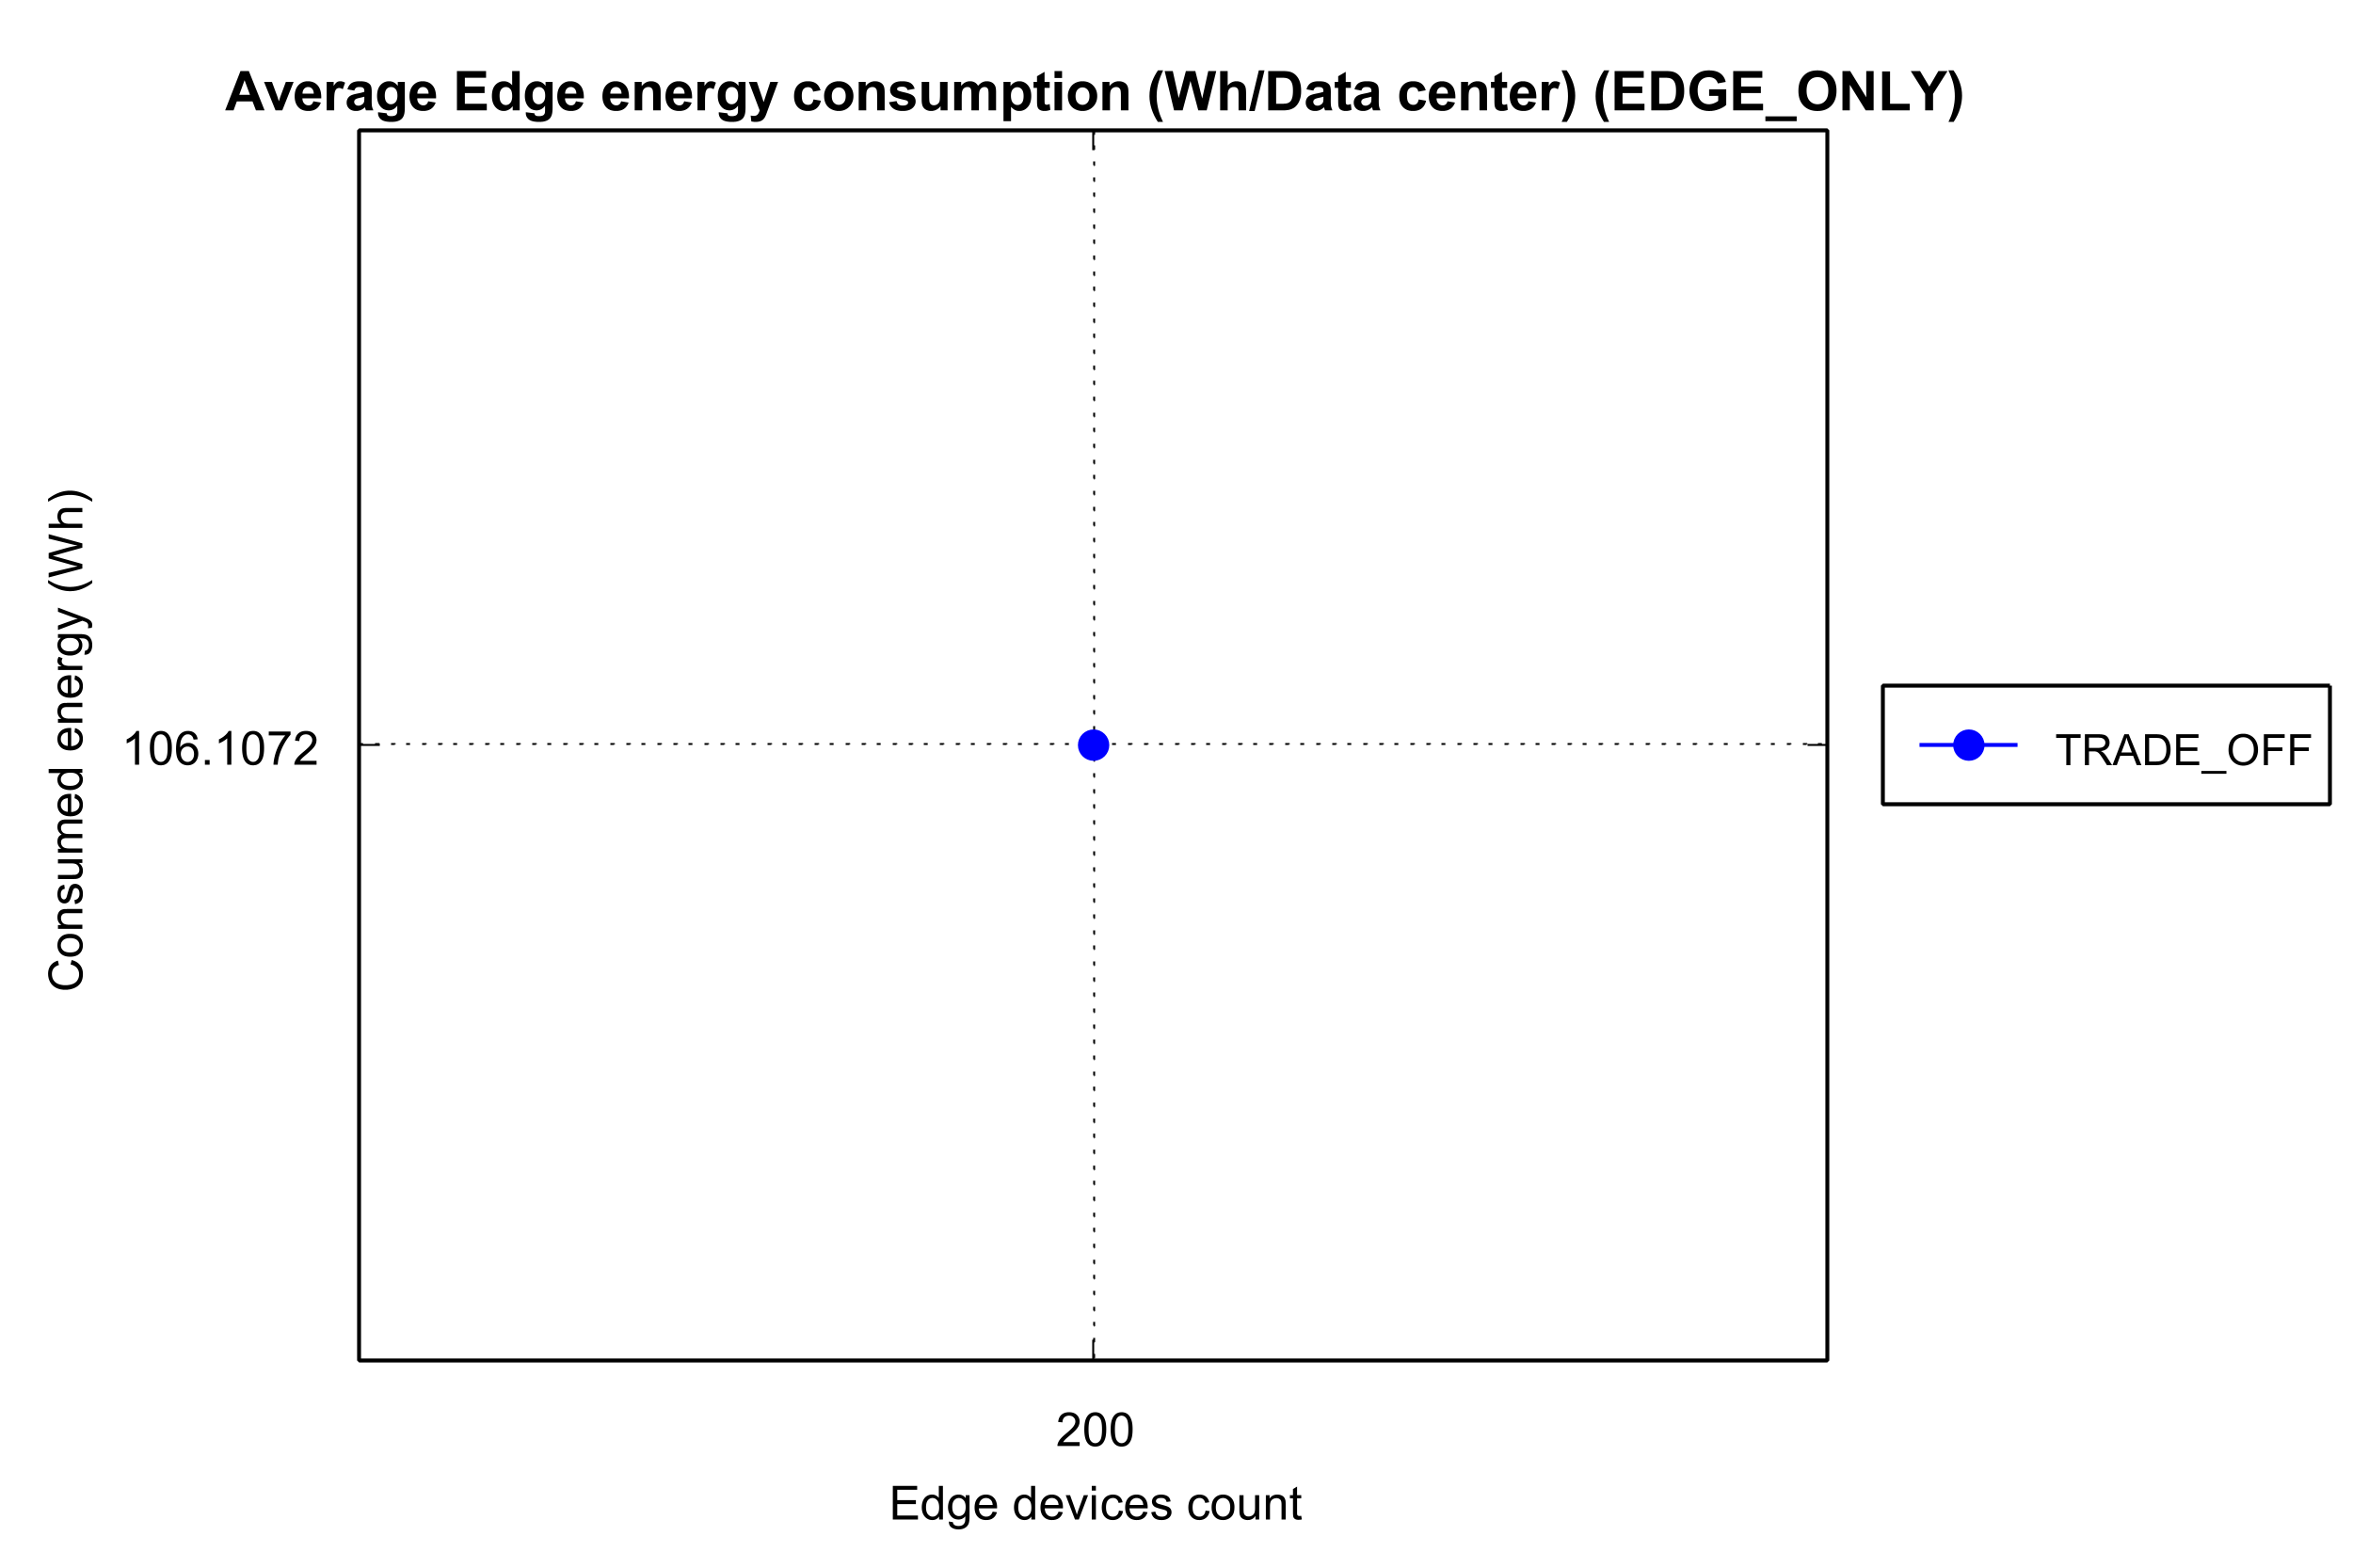 Average Edge energy consumption (Wh/Data center) (EDGE_ONLY)
Consumed energy (Wh)
106.1072
TRADE_OFF
200
Edge devices count